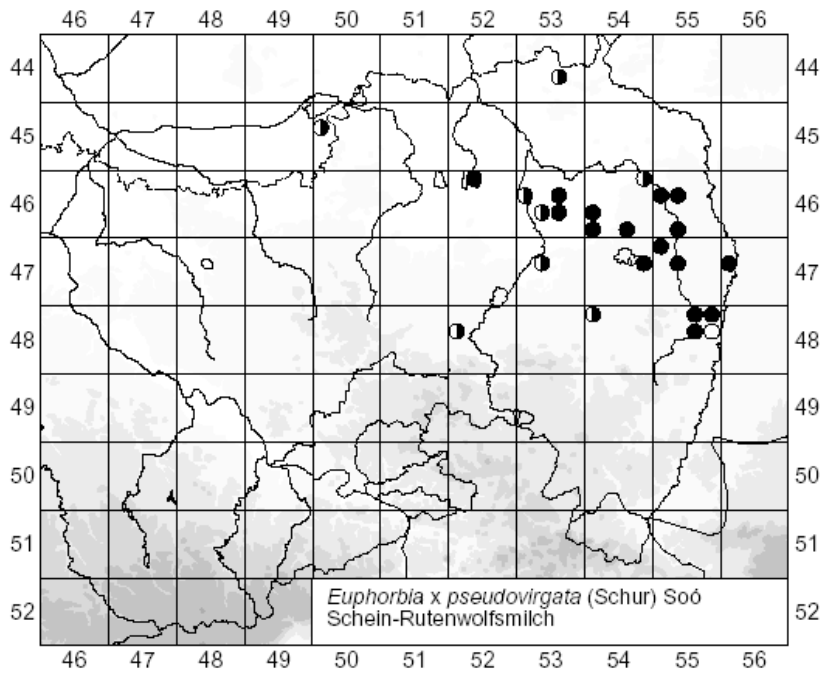 46 47 48 49 50 51 52 53 54 55 56
44 44
45 45
46 46
47 47
48 48
49 49
50 50
51 51
52 52
Euphorbia x pseudovirgata (Schur) Soó
Schein-Rutenwolfsmilch
46 47 48 49 50 51 52 53 54 55 56